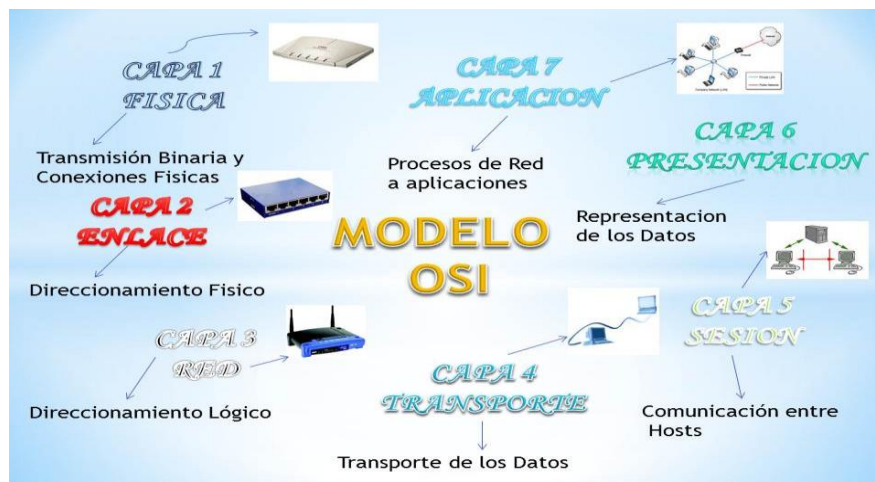 CAPA 1
FISICA
Transmisión Binaria y
Conexiones Fisicas
CAPA 2
ENLACE
Direccionamiento Fisico
CAPA 3
RED
Direccionamiento Lógico
MODELO
OSI
CAPA 4
TRANSPORTE
Transporte de los Datos
CAPA 7
APLICACION
Procesos de Red
a aplicaciones
CAPA 6
PRESENTACION
Representacion
de los Datos
CAPA 5
SESION
Comunicación entre
Hosts